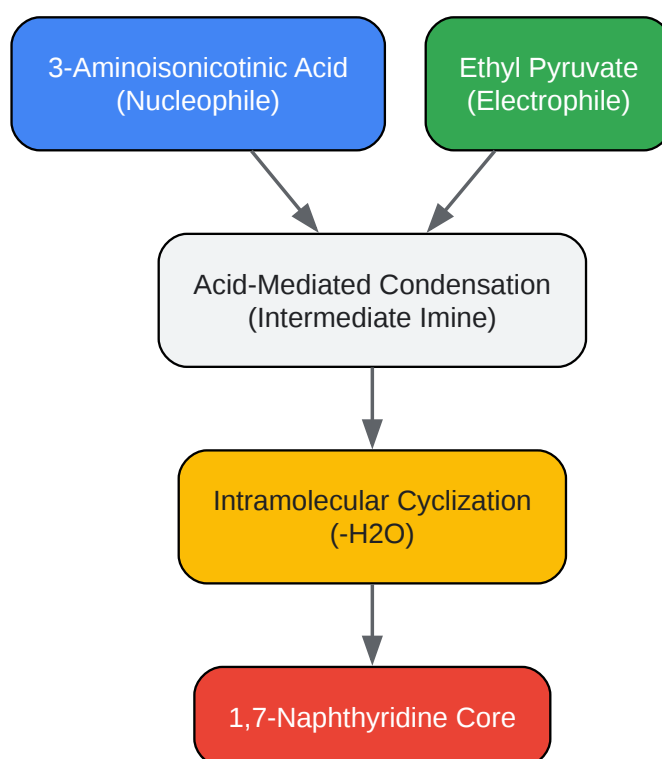 3-Aminoisonicotinic Acid
(Nucleophile)
Ethyl Pyruvate
(Electrophile)
Acid-Mediated Condensation
(Intermediate Imine)
Intramolecular Cyclization
(-H2O)
1,7-Naphthyridine Core